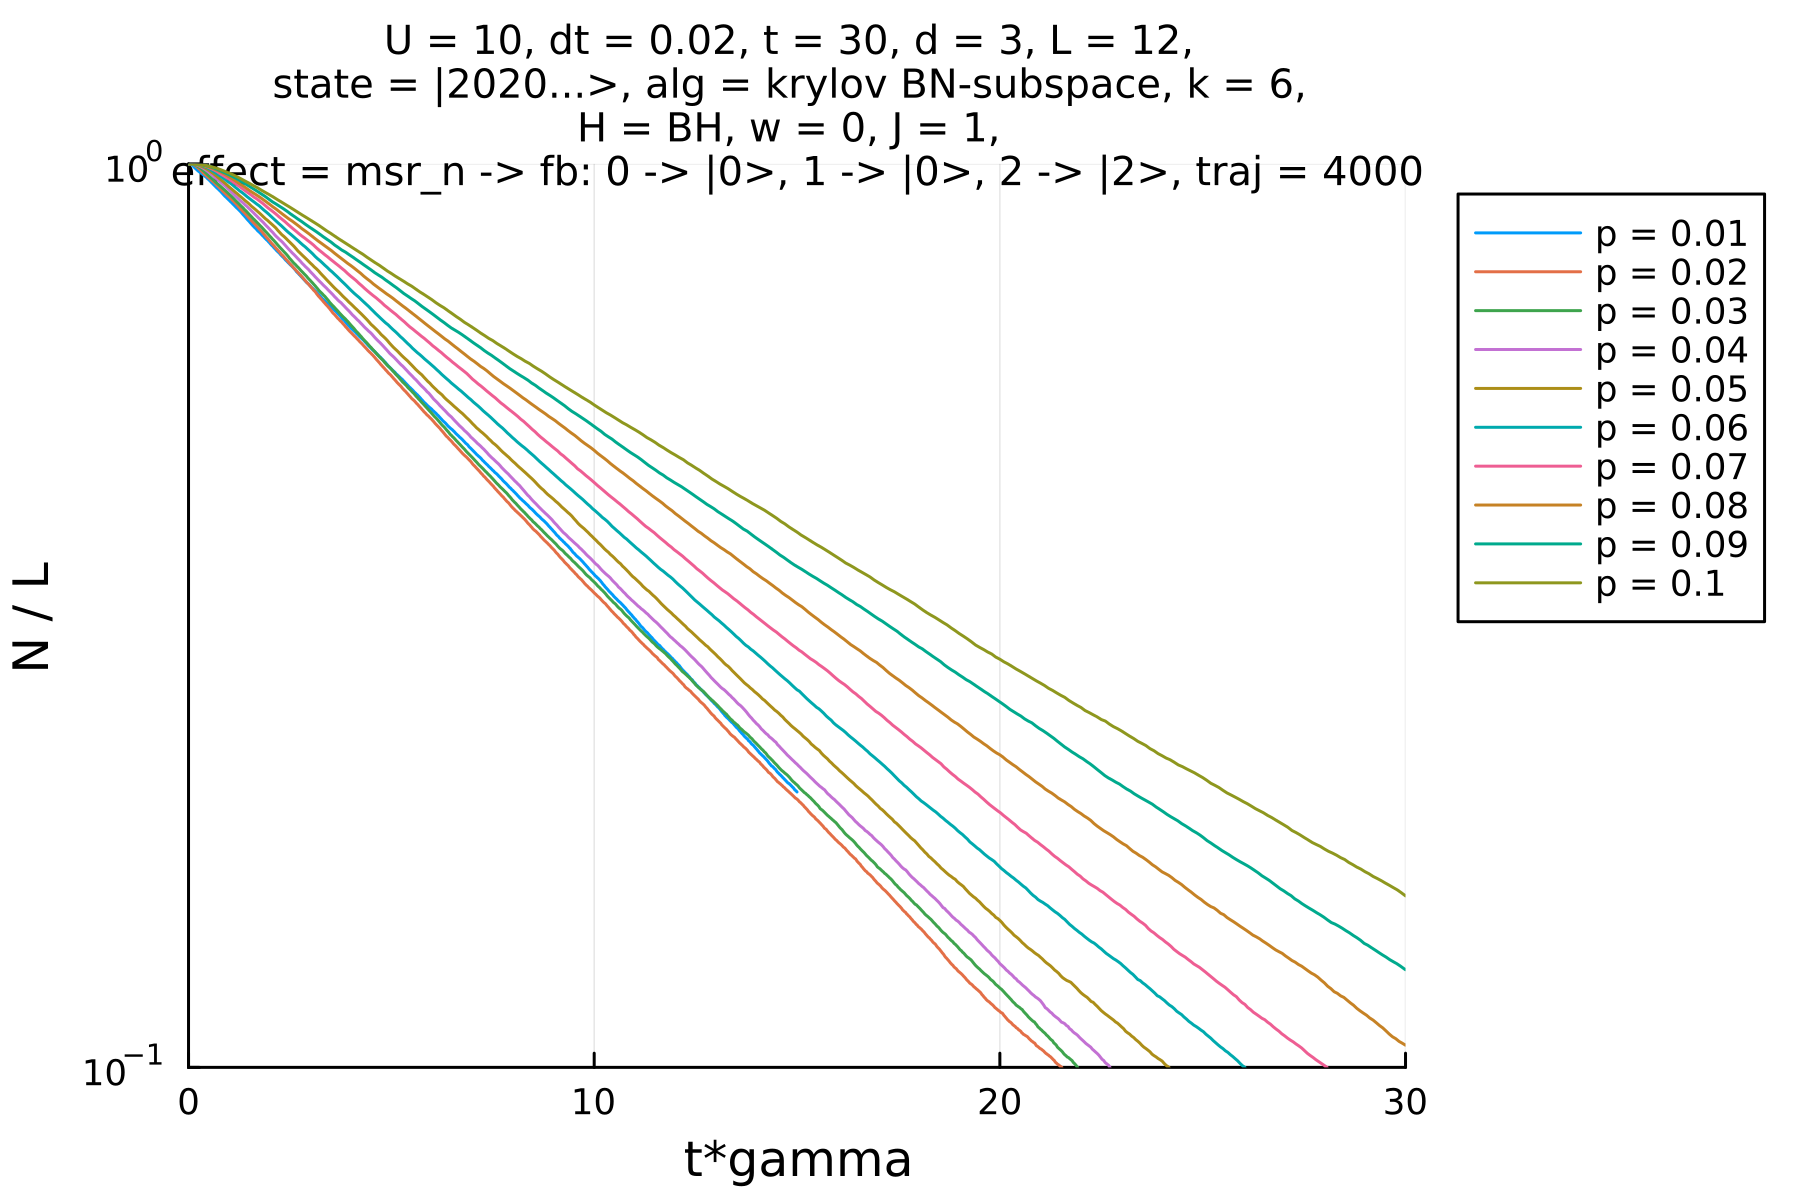 U = 10, dt = 0.02, t = 30, d = 3, L = 12,
state = |2020...>, alg = krylov BN-subspace, k = 6,
H = BH, w = 0, J = 1,
effect = msr_n -> fb: 0 -> |0>, 1 -> |0>, 2 -> |2>, traj = 4000
10⁰
10⁻¹
N / L
0 10 20 30
t*gamma
p = 0.01
p = 0.02
p = 0.03
p = 0.04
p = 0.05
p = 0.06
p = 0.07
p = 0.08
p = 0.09
p = 0.1